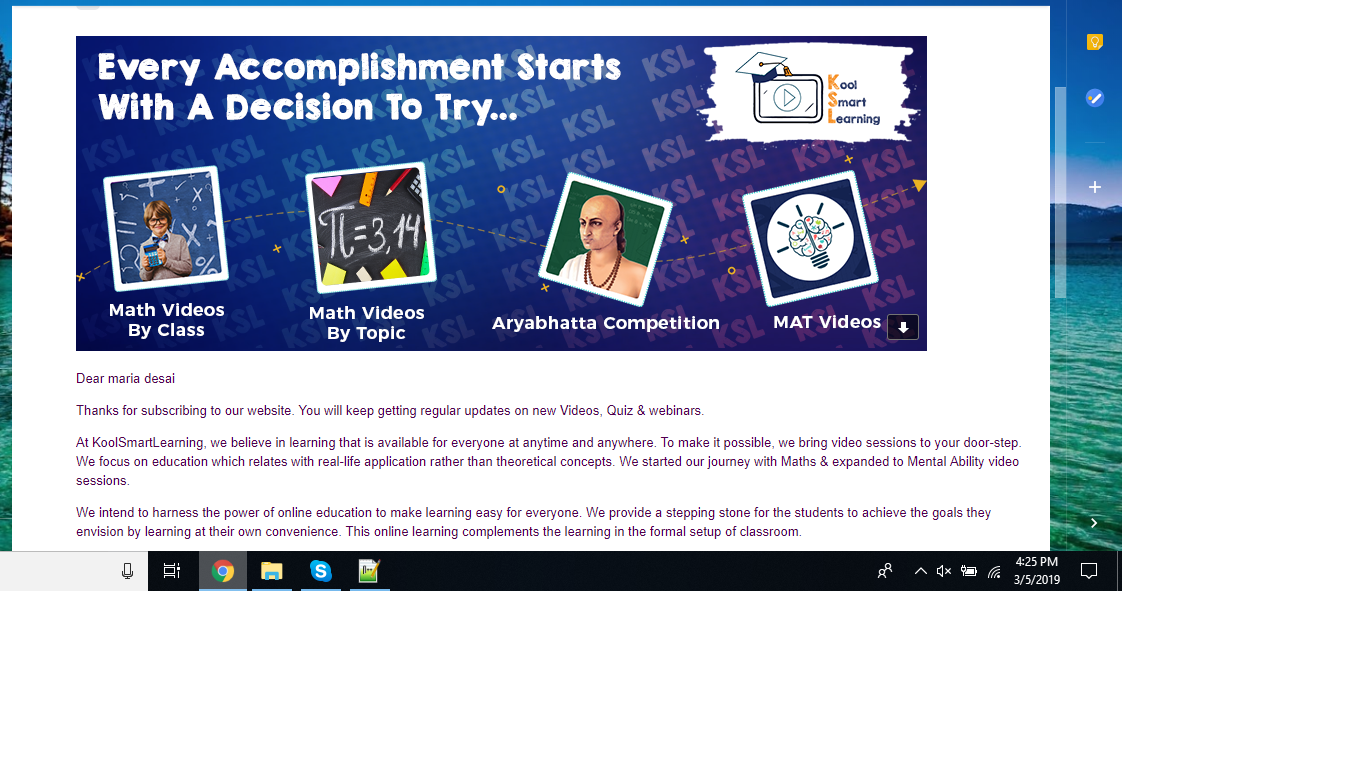 Every Accomplishment Starts
With A Decision To Try...
Kool
Smart
Learning
KSL
π=3,14
Math Videos
By Class
Math Videos
By Topic
Aryabhatta Competition
MAT Videos
Dear maria desai
Thanks for subscribing to our website. You will keep getting regular updates on new Videos, Quiz & webinars.
At KoolSmartLearning, we believe in learning that is available for everyone at anytime and anywhere. To make it possible, we bring video sessions to your door-step.
We focus on education which relates with real-life application rather than theoretical concepts. We started our journey with Maths & expanded to Mental Ability video
sessions.
We intend to harness the power of online education to make learning easy for everyone. We provide a stepping stone for the students to achieve the goals they
envision by learning at their own convenience. This online learning complements the learning in the formal setup of classroom.
4:25 PM
3/5/2019